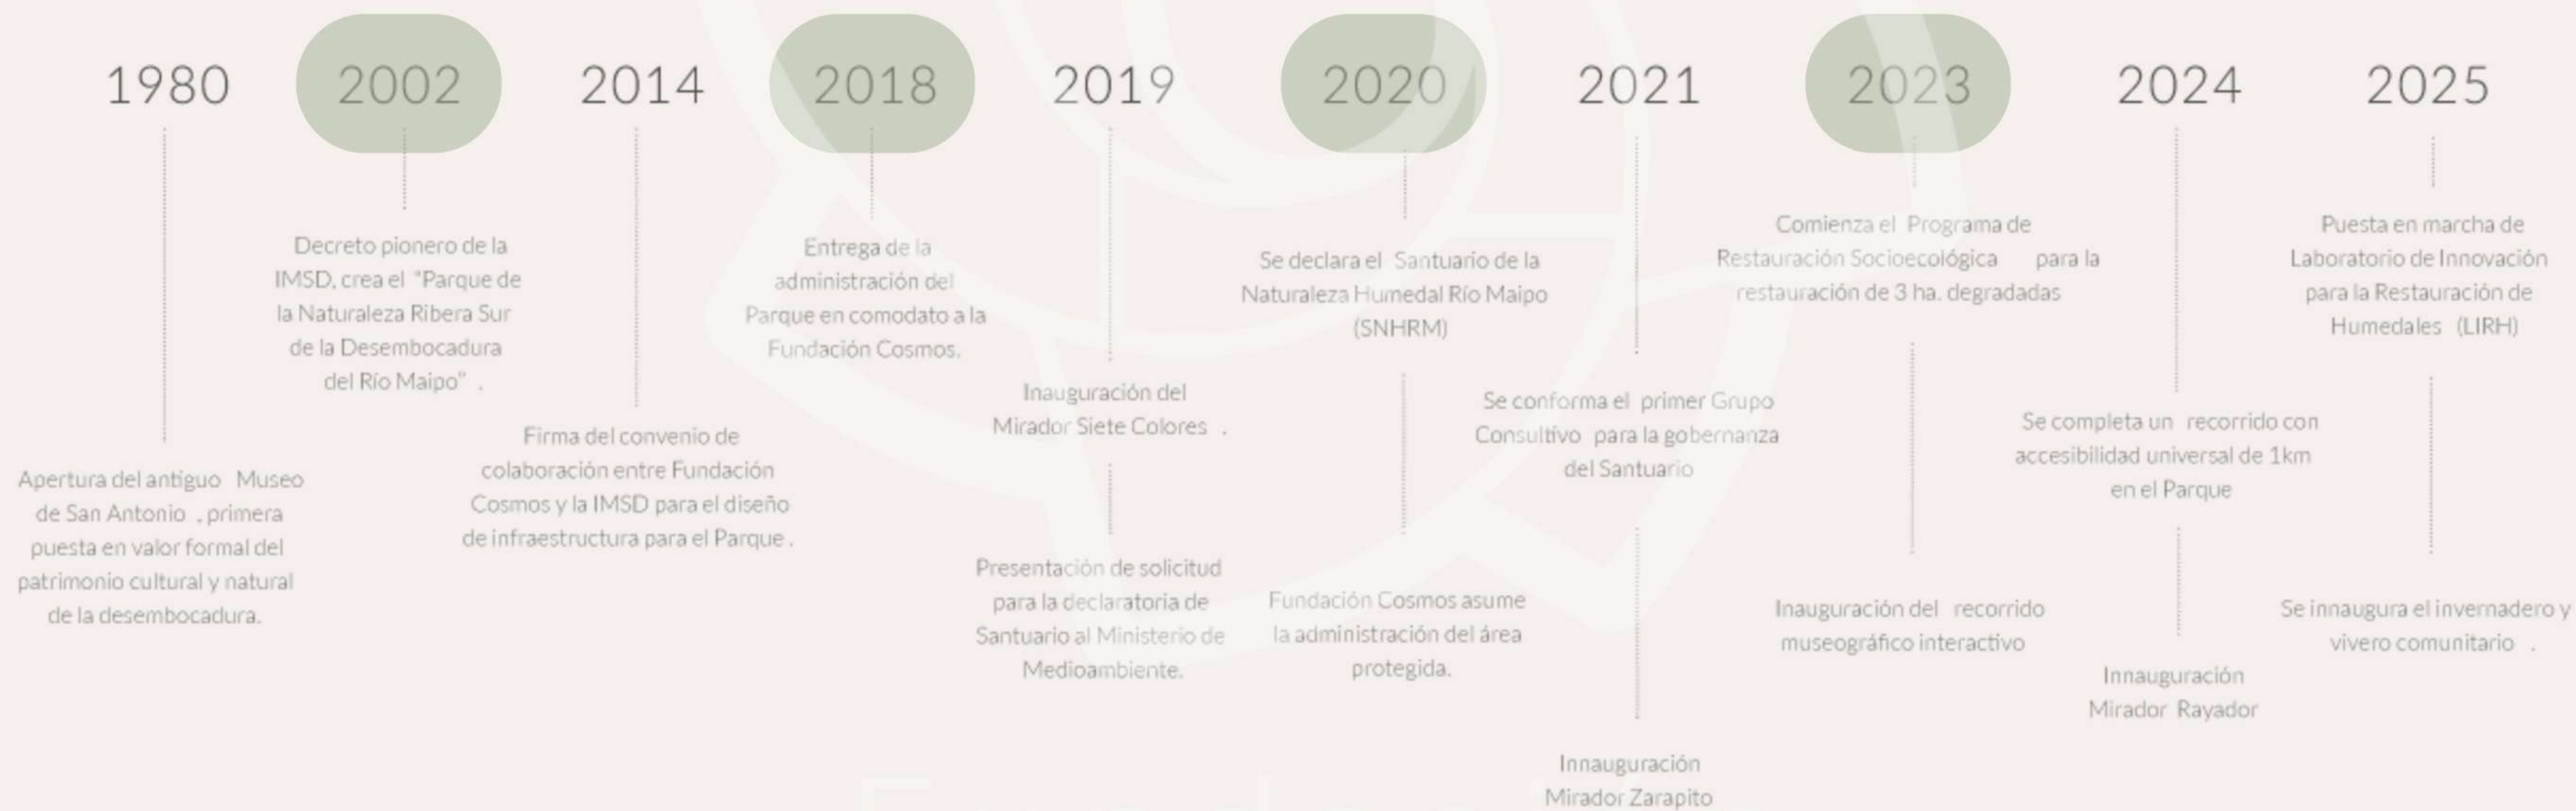 1980
Apertura del antiguo Museo
de San Antonio , primera
puesta en valor formal del
patrimonio cultural y natural
de la desembocadura.
2002
Decreto pionero de la
IMSD, crea el "Parque de
la Naturaleza Ribera Sur
de la Desembocadura
del Río Maipo" .
2014
Firma del convenio de
colaboración entre Fundación
Cosmos y la IMSD para el diseño
de infraestructura para el Parque .
2018
Entrega de la
administración del
Parque en comodato a la
Fundación Cosmos.
2019
Inauguración del
Mirador Siete Colores .
Presentación de solicitud
para la declaratoria de
Santuario al Ministerio de
Medioambiente.
2020
Se declara el Santuario de la
Naturaleza Humedal Río Maipo
(SNHRM)
Fundación Cosmos asume
la administración del área
protegida.
2021
Se conforma el primer Grupo
Consultivo para la gobernanza
del Santuario
Innauguración
Mirador Zarapito
2023
Comienza el Programa de
Restauración Socioecológica para la
restauración de 3 ha. degradadas
Inauguración del recorrido
museográfico interactivo
2024
Se completa un recorrido con
accesibilidad universal de 1km
en el Parque
Innauguración
Mirador Rayador
2025
Puesta en marcha de
Laboratorio de Innovación
para la Restauración de
Humedales (LIRH)
Se innaugura el invernadero y
vivero comunitario .